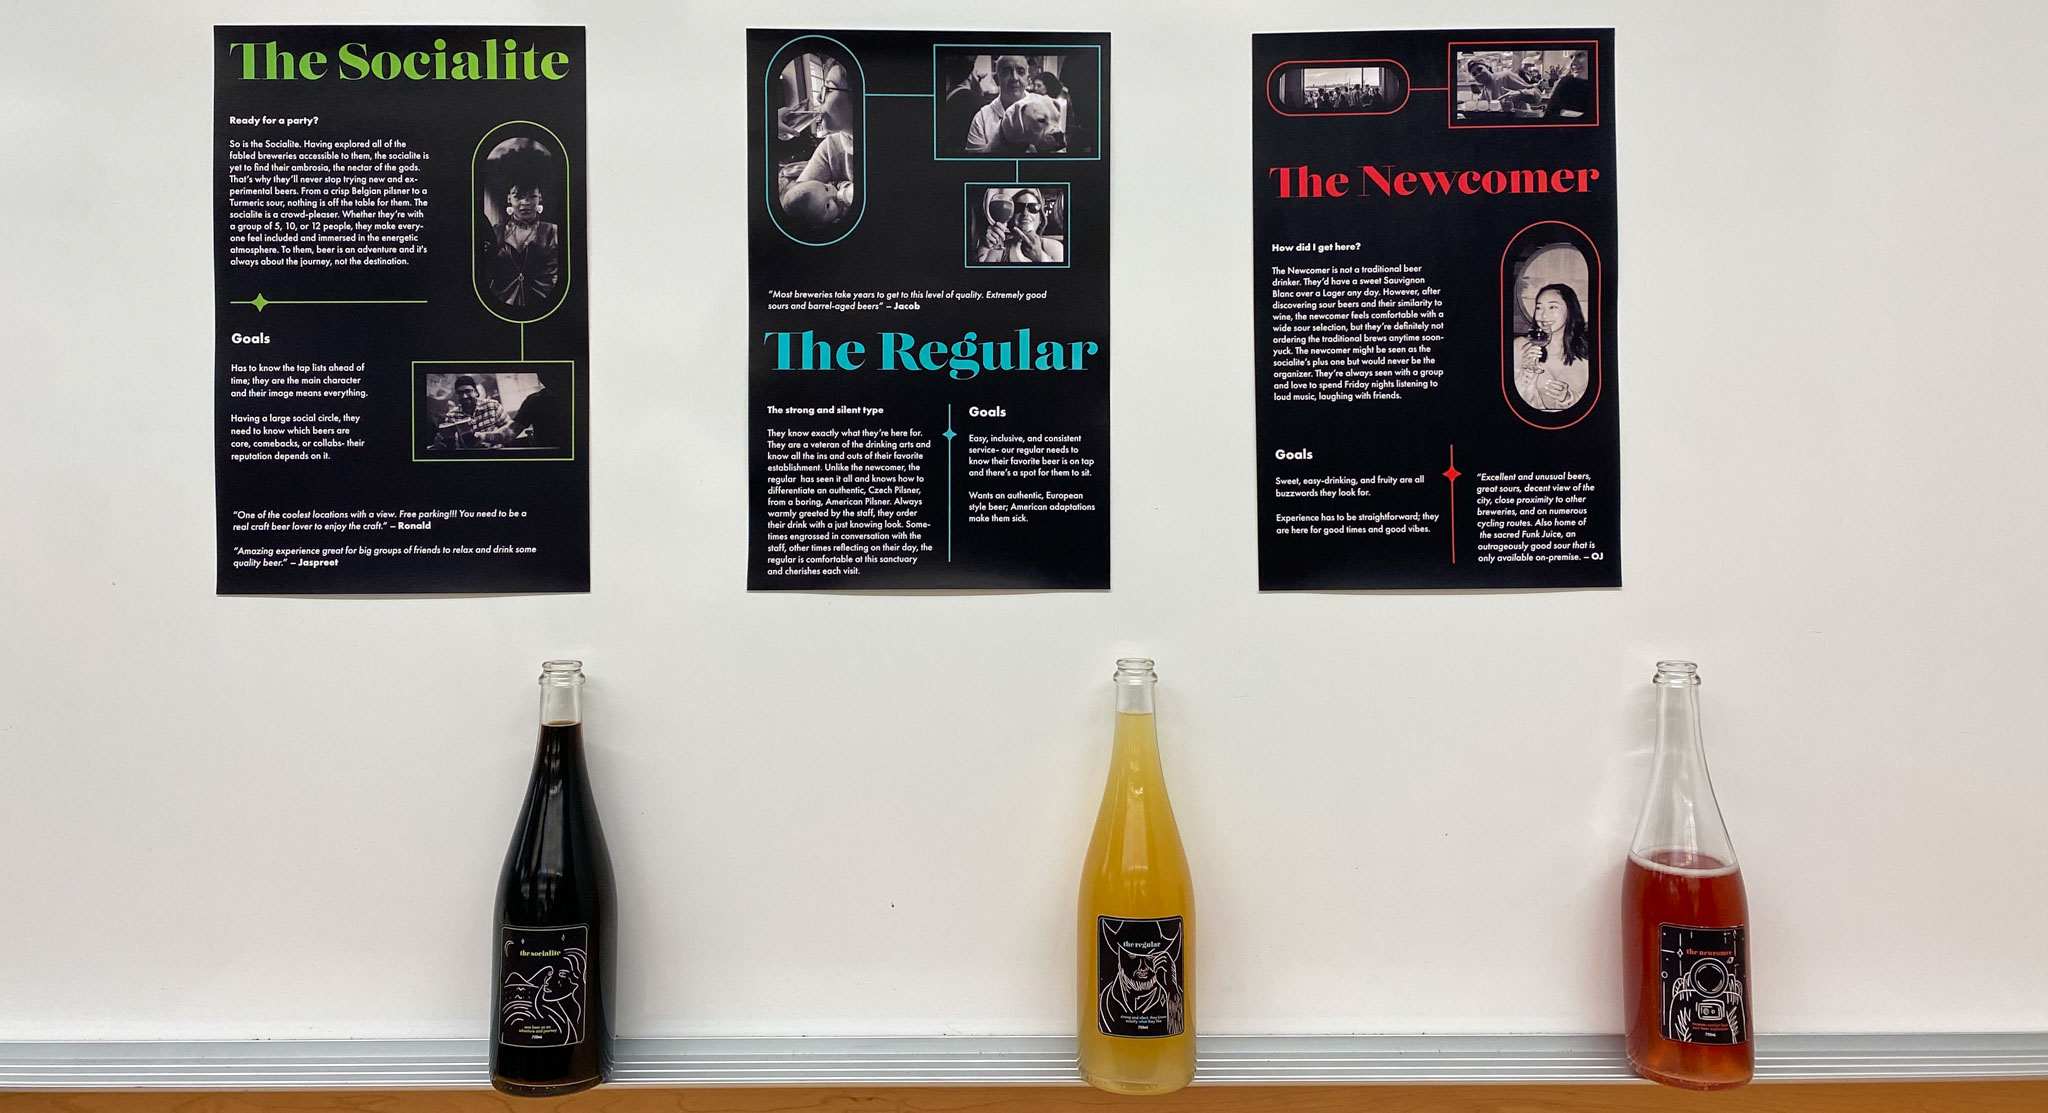 The Socialite
Ready for a party?
So is the Socialite. Having explored all of the
fabled breweries accessible to them, the socialite is
yet to find their ambrosia, the nectar of the gods.
That's why they'll never stop trying new and ex-
perimental beers. From a crisp Belgian pilsner to a
Turmeric sour, nothing is off the table for them. The
socialite is a crowd-pleaser. Whether they're with
a group of 5, 10, or 12 people, they make every-
one feel included and immersed in the energetic
atmosphere. To them, beer is an adventure and it's
always about the journey, not the destination.
Goals
Has to know the tap lists ahead of
time; they are the main character
and their image means everything.
Having a large social circle, they
need to know which beers are
core, comebacks, or collabs- their
reputation depends on it.
"One of the coolest locations with a view. Free parking!!! You need to be a
real craft beer lover to enjoy the craft." – Ronald
"Amazing experience great for big groups of friends to relax and drink some
quality beer." – Jaspreet
"Most breweries take years to get to this level of quality. Extremely good
sours and barrel-aged beers" – Jacob
The Regular
The strong and silent type
They know exactly what they're here for.
They are a veteran of the drinking arts and
know all the ins and outs of their favorite
establishment. Unlike the newcomer, the
regular has seen it all and knows how to
differentiate an authentic, Czech Pilsner,
from a boring, American Pilsner. Always
warmly greeted by the staff, they order
their drink with a just knowing look. Some-
times engrossed in conversation with the
staff, other times reflecting on their day, the
regular is comfortable at this sanctuary
and cherishes each visit.
Goals
Easy, inclusive, and consistent
service- our regular needs to
know their favorite beer is on tap
and there's a spot for them to sit.
Wants an authentic, European
style beer; American adaptations
make them sick.
The Newcomer
How did I get here?
The Newcomer is not a traditional beer
drinker. They'd have a sweet Sauvignon
Blanc over a Lager any day. However, after
discovering sour beers and their similarity to
wine, the newcomer feels comfortable with a
wide sour selection, but they're definitely not
ordering the traditional brews anytime soon-
yuck. The newcomer might be seen as the
socialite's plus one but would never be the
organizer. They're always seen with a group
and love to spend Friday nights listening to
loud music, laughing with friends.
Goals
Sweet, easy-drinking, and fruity are all
buzzwords they look for.
Experience has to be straightforward; they
are here for good times and good vibes.
"Excellent and unusual beers,
great sours, decent view of the
city, close proximity to other
breweries, and on numerous
cycling routes. Also home of
the sacred Funk Juice, an
outrageously good sour that is
only available on-premise. – OJ
the socialite
adventure and journey
750mL
the regular
strong and silent, they know
exactly what they like
750mL
the newcomer
750mL